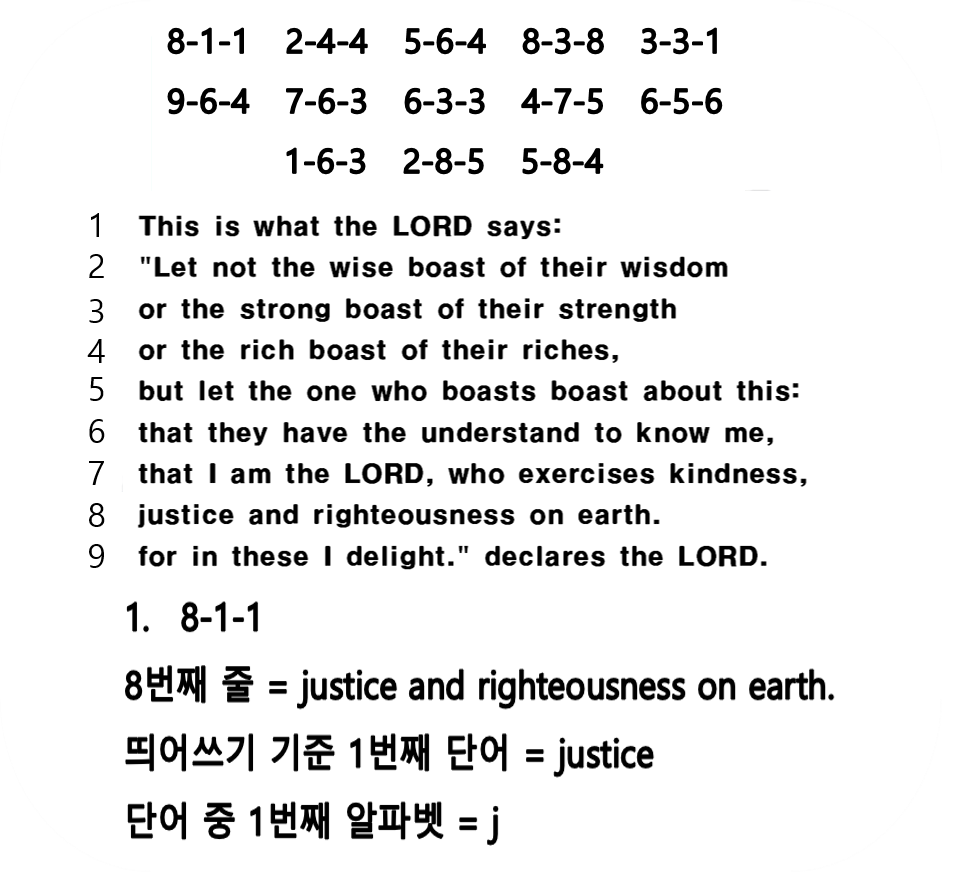 8-1-1 2-4-4 5-6-4 8-3-8 3-3-1
9-6-4 7-6-3 6-3-3 4-7-5 6-5-6
1-6-3 2-8-5 5-8-4
1 This is what the LORD says:
2 "Let not the wise boast of their wisdom
3 or the strong boast of their strength
4 or the rich boast of their riches,
5 but let the one who boasts boast about this:
6 that they have the understand to know me,
7 that I am the LORD, who exercises kindness,
8 justice and righteousness on earth.
9 for in these I delight." declares the LORD.
1. 8-1-1
8번째 줄 = justice and righteousness on earth.
띄어쓰기 기준 1번째 단어 = justice
단어 중 1번째 알파벳 = j